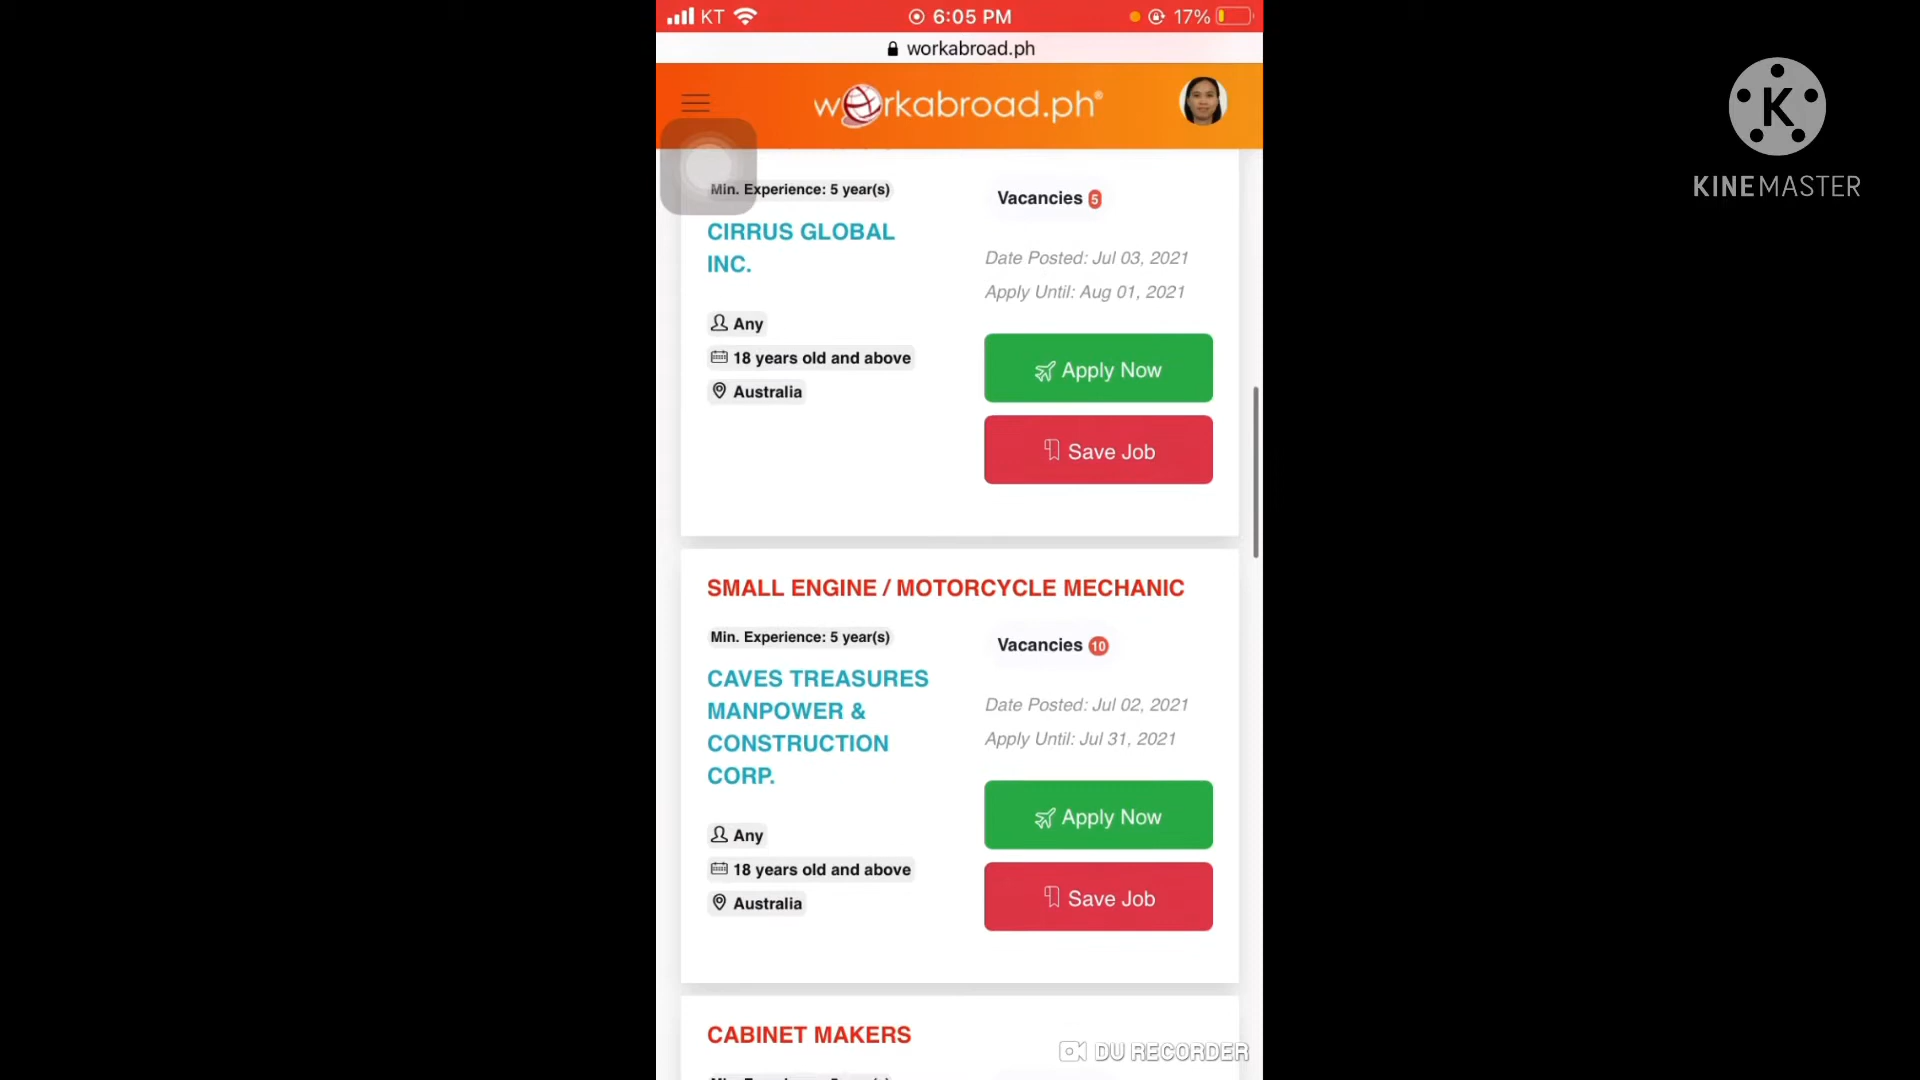 KT 6:05 PM 17%
workabroad.ph
workabroad.ph®
K
KINEMASTER
Min. Experience: 5 year(s)
Vacancies 5
CIRRUS GLOBAL
INC.
Date Posted: Jul 03, 2021
Apply Until: Aug 01, 2021
Any
18 years old and above
Australia
Apply Now
Save Job
SMALL ENGINE / MOTORCYCLE MECHANIC
Min. Experience: 5 year(s)
Vacancies 10
CAVES TREASURES
MANPOWER &
CONSTRUCTION
CORP.
Date Posted: Jul 02, 2021
Apply Until: Jul 31, 2021
Any
18 years old and above
Australia
Apply Now
Save Job
CABINET MAKERS
DU RECORDER